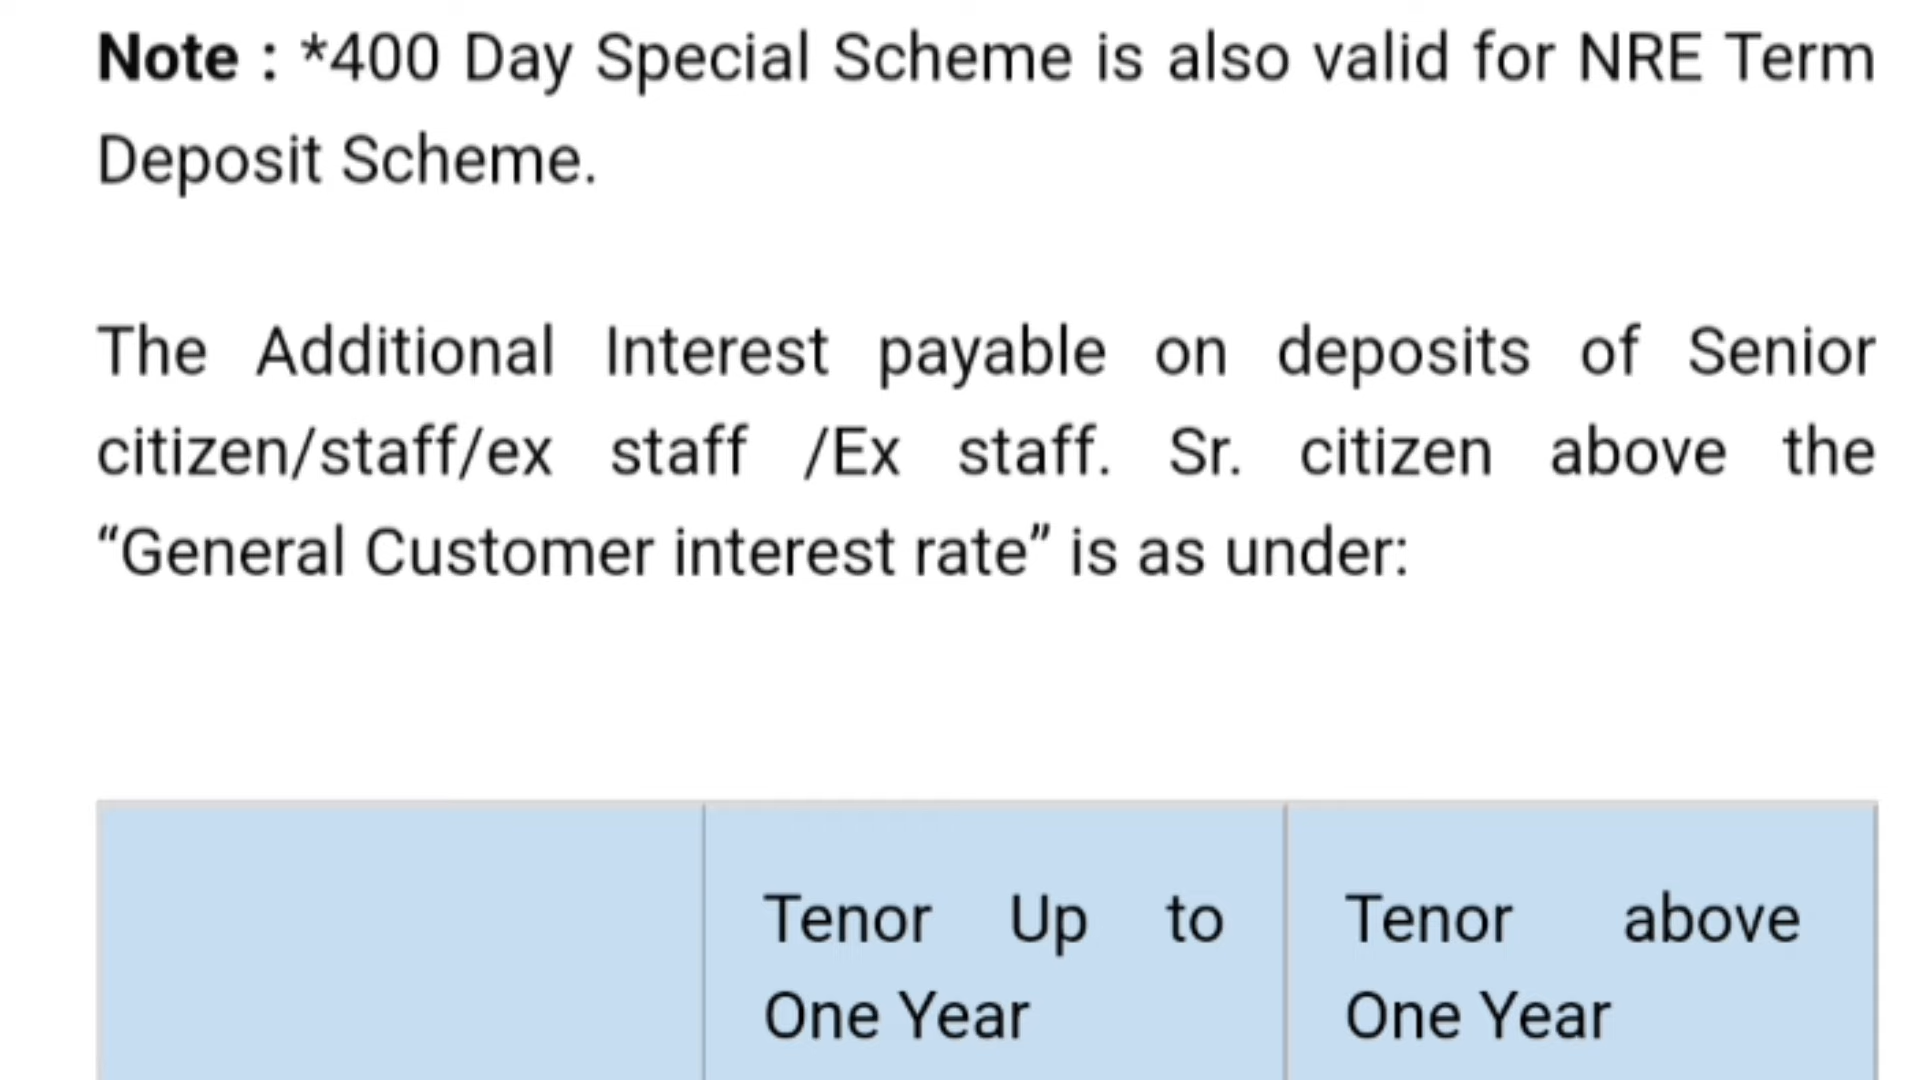 Note : *400 Day Special Scheme is also valid for NRE Term
Deposit Scheme.
The Additional Interest payable on deposits of Senior
citizen/staff/ex staff /Ex staff. Sr. citizen above the
“General Customer interest rate” is as under:
Tenor Up to
One Year
Tenor above
One Year